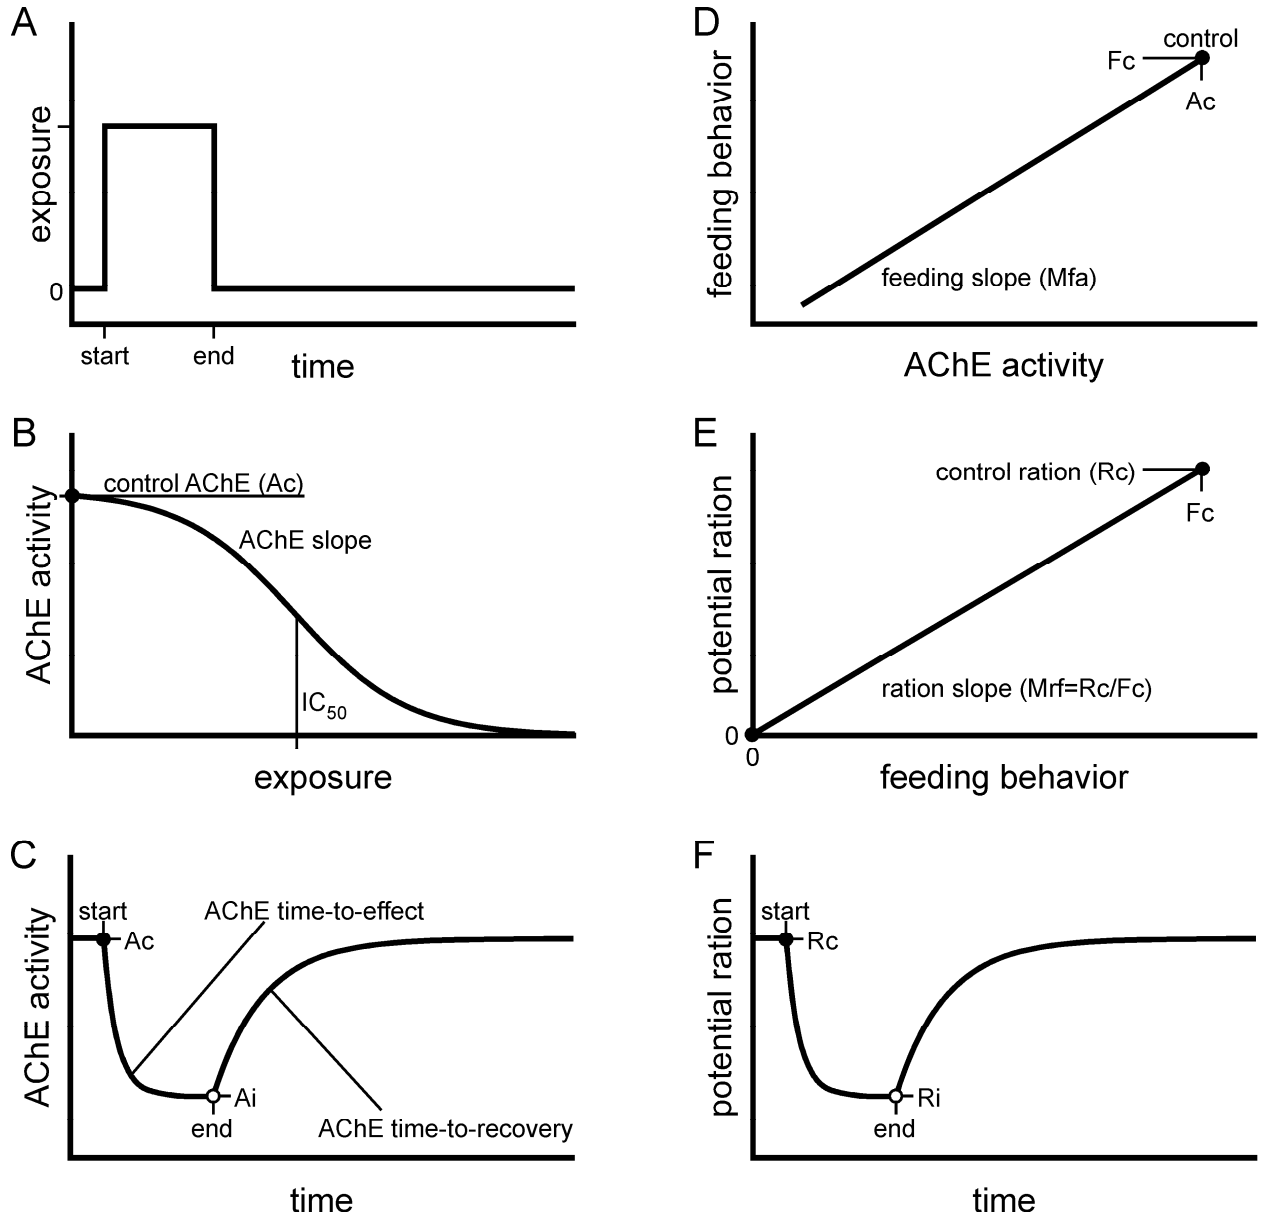 A
exposure
0
start
end
time
B
control AChE (Ac)
AChE slope
AChE activity
IC50
exposure
C
start
AChE time-to-effect
Ac
AChE activity
Ai
end
AChE time-to-recovery
time
D
control
Fc
Ac
feeding behavior
feeding slope (Mfa)
AChE activity
E
control ration (Rc)
Fc
potential ration
ration slope (Mrf=Rc/Fc)
0
0
feeding behavior
F
start
Rc
potential ration
Ri
end
time